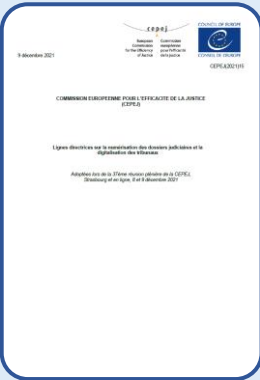 cepej
COUNCIL OF EUROPE
European Commission
Commission européenne
for the Efficiency
pour l'efficacité
of Justice
de la justice
9 décembre 2021
CEPEJ(2021)15
COMMISSION EUROPEENNE POUR L'EFFICACITE DE LA JUSTICE
(CEPEJ)
Lignes directrices sur la numérisation des dossiers judiciaires et la
digitalisation des tribunaux
Adoptées lors de la 37ème réunion plénière de la CEPEJ,
Strasbourg et en ligne, 8 et 9 décembre 2021